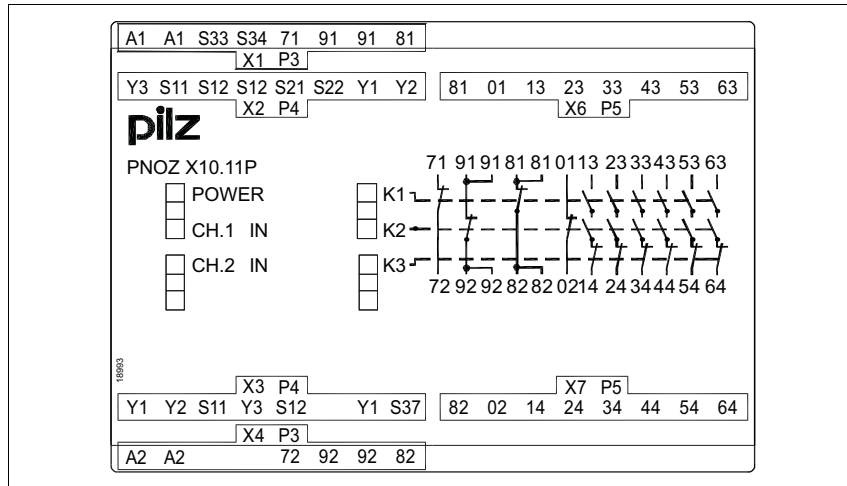 A1 A1 S33 S34 71 91 91 81
X1 P3
Y3 S11 S12 S12 S21 S22 Y1 Y2 81 01 13 23 33 43 53 63
X2 P4 X6 P5
pilz
PNOZ X10.11P
71 91 91 81 81 01 13 23 33 43 53 63
POWER K1
CH.1 IN K2
CH.2 IN K3
72 92 92 82 82 02 14 24 34 44 54 64
18993
X3 P4 X7 P5
Y1 Y2 S11 Y3 S12 Y1 S37 82 02 14 24 34 44 54 64
X4 P3
A2 A2 72 92 92 82